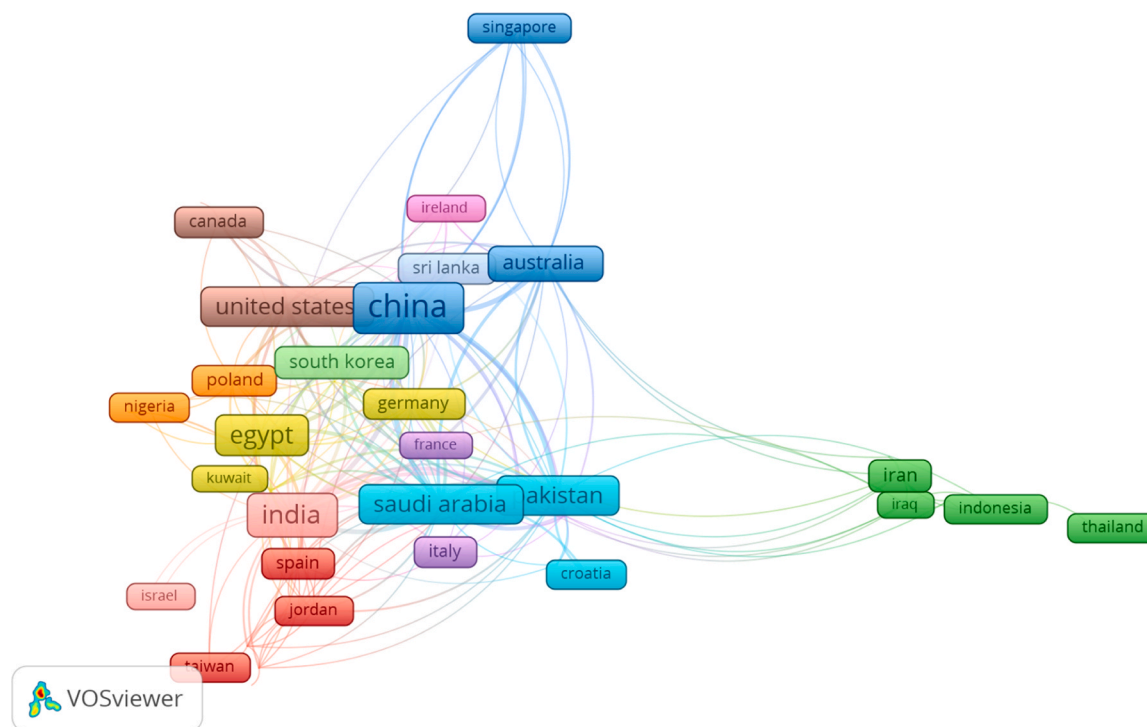 singapore
ireland
canada
sri lanka
australia
united states
china
south korea
poland
germany
nigeria
egypt
france
kuwait
iran
saudi arabia
akistan
iraq
indonesia
india
thailand
italy
spain
croatia
israel
jordan
taiwan
VOSviewer